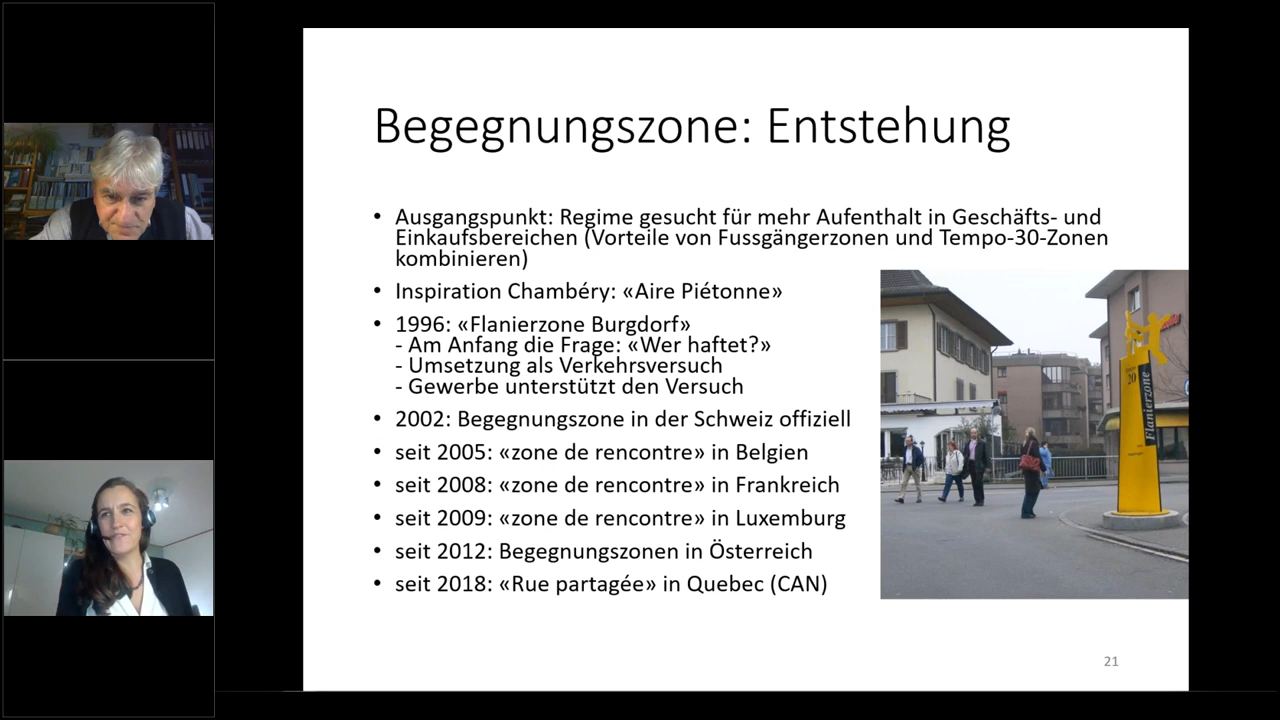 Begegnungszone: Entstehung
• Ausgangspunkt: Regime gesucht für mehr Aufenthalt in Geschäfts- und
Einkaufsbereichen (Vorteile von Fussgängerzonen und Tempo-30-Zonen
kombinieren)
• Inspiration Chambéry: «Aire Piétonne»
• 1996: «Flanierzone Burgdorf»
- Am Anfang die Frage: «Wer haftet?»
- Umsetzung als Verkehrsversuch
- Gewerbe unterstützt den Versuch
• 2002: Begegnungszone in der Schweiz offiziell
• seit 2005: «zone de rencontre» in Belgien
• seit 2008: «zone de rencontre» in Frankreich
• seit 2009: «zone de rencontre» in Luxemburg
• seit 2012: Begegnungszonen in Österreich
• seit 2018: «Rue partagée» in Quebec (CAN)
20
Flanierzone
21